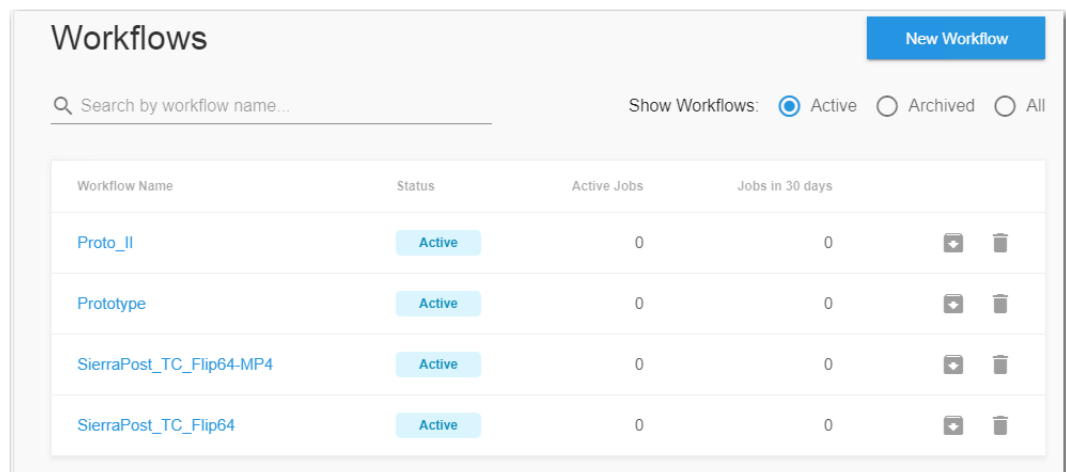 Workflows
New Workflow
Search by workflow name...
Show Workflows: Active Archived All
Workflow Name Status Active Jobs Jobs in 30 days
Proto_II Active 0 0
Prototype Active 0 0
SierraPost_TC_Flip64-MP4 Active 0 0
SierraPost_TC_Flip64 Active 0 0